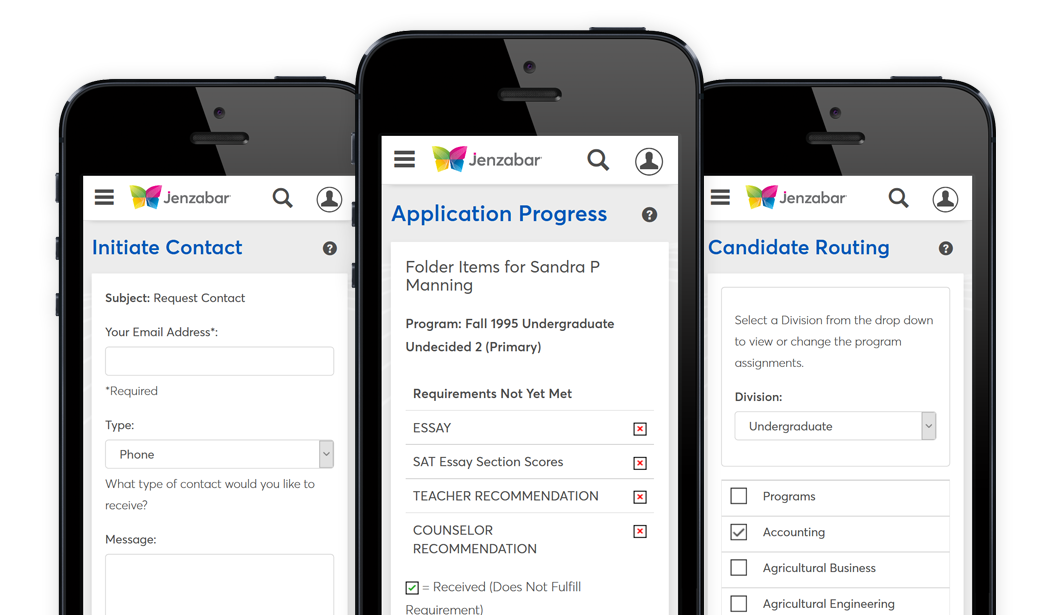 Jenzabar
Initiate Contact
Subject: Request Contact
Your Email Address*:
*Required
Type:
Phone
What type of contact would you like to
receive?
Message:
Jenzabar
Application Progress
Folder Items for Sandra P
Manning
Program: Fall 1995 Undergraduate
Undecided 2 (Primary)
Requirements Not Yet Met
ESSAY
SAT Essay Section Scores
TEACHER RECOMMENDATION
COUNSELOR
RECOMMENDATION
= Received (Does Not Fulfill
Requirement)
Jenzabar
Candidate Routing
Select a Division from the drop down
to view or change the program
assignments.
Division:
Undergraduate
Programs
Accounting
Agricultural Business
Agricultural Engineering